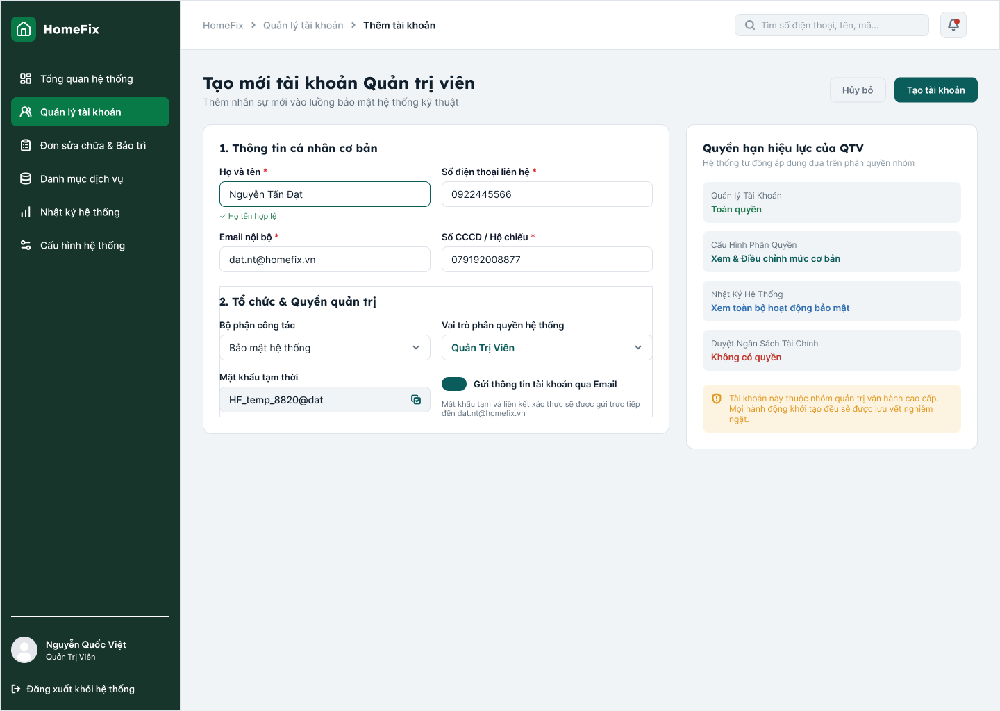 HomeFix
Tổng quan hệ thống
Quản lý tài khoản
Đơn sửa chữa & Bảo trì
Danh mục dịch vụ
Nhật ký hệ thống
Cấu hình hệ thống
Nguyễn Quốc Việt
Quản Trị Viên
Đăng xuất khỏi hệ thống
HomeFix > Quản lý tài khoản > Thêm tài khoản
Tìm số điện thoại, tên, mã...
Tạo mới tài khoản Quản trị viên
Thêm nhân sự mới vào luồng bảo mật hệ thống kỹ thuật
Hủy bỏ
Tạo tài khoản
1. Thông tin cá nhân cơ bản
Họ và tên *
Số điện thoại liên hệ *
Nguyễn Tấn Đạt
0922445566
Họ tên hợp lệ
Email nội bộ *
Số CCCD / Hộ chiếu *
dat.nt@homefix.vn
079192008877
2. Tổ chức & Quyền quản trị
Bộ phận công tác
Vai trò phân quyền hệ thống
Bảo mật hệ thống
Quản Trị Viên
Mật khẩu tạm thời
HF_temp_8820@dat
Gửi thông tin tài khoản qua Email
Mật khẩu tạm và liên kết xác thực sẽ được gửi trực tiếp
đến dat.nt@homefix.vn
Quyền hạn hiệu lực của QTV
Hệ thống tự động áp dụng dựa trên phân quyền nhóm
Quản lý Tài Khoản
Toàn quyền
Cấu Hình Phân Quyền
Xem & Điều chỉnh mức cơ bản
Nhật Ký Hệ Thống
Xem toàn bộ hoạt động bảo mật
Duyệt Ngân Sách Tài Chính
Không có quyền
Tài khoản này thuộc nhóm quản trị vận hành cao cấp.
Mọi hành động khởi tạo đều sẽ được lưu vết nghiêm
ngặt.